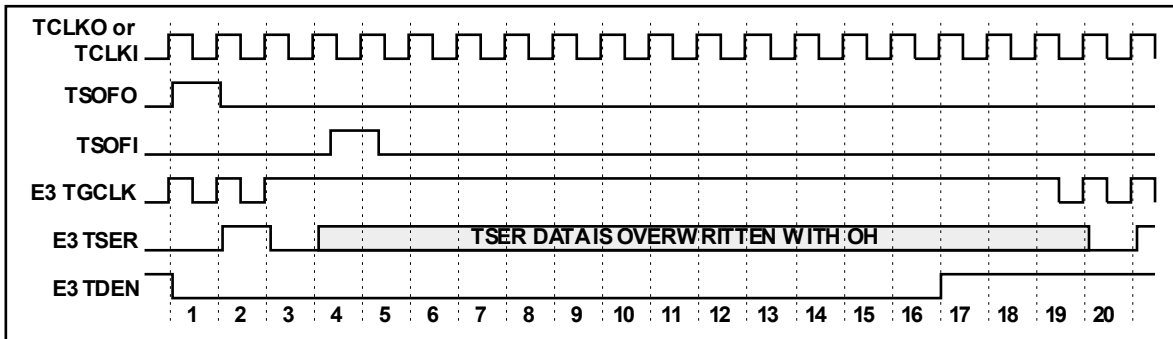 TCLKO or
TCLKI
TSOFO
TSOFI
E3 TGCLK
E3 TSER
TSER DATA IS OVERWRITTEN WITH OH
E3 TDEN
1 2 3 4 5 6 7 8 9 10 11 12 13 14 15 16 17 18 19 20